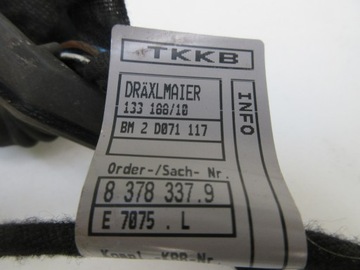 TKKB
DRÄXLMAIER
133 188/10
BM 2 D071 117
INFO
Order-/Sach- Nr.
8 378 337.9
E 7075 . L